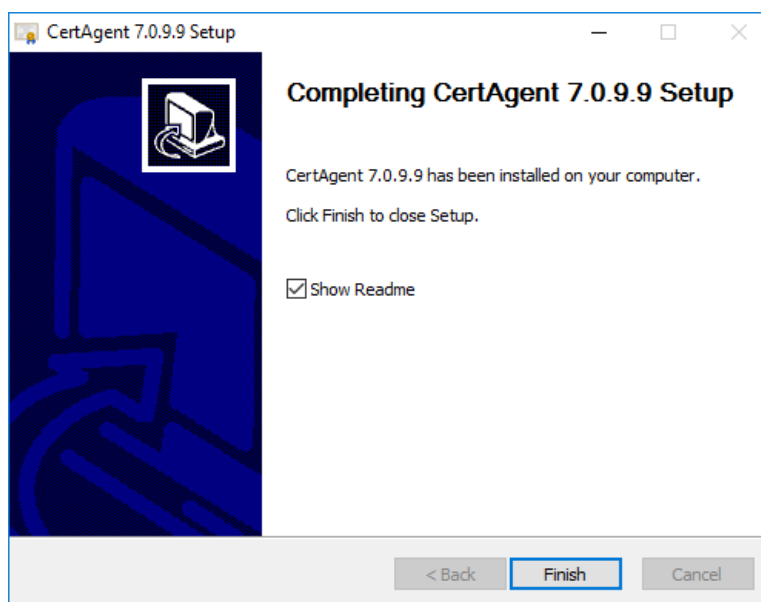 CertAgent 7.0.9.9 Setup
Completing CertAgent 7.0.9.9 Setup
CertAgent 7.0.9.9 has been installed on your computer.
Click Finish to close Setup.
Show Readme
< Back
Finish
Cancel